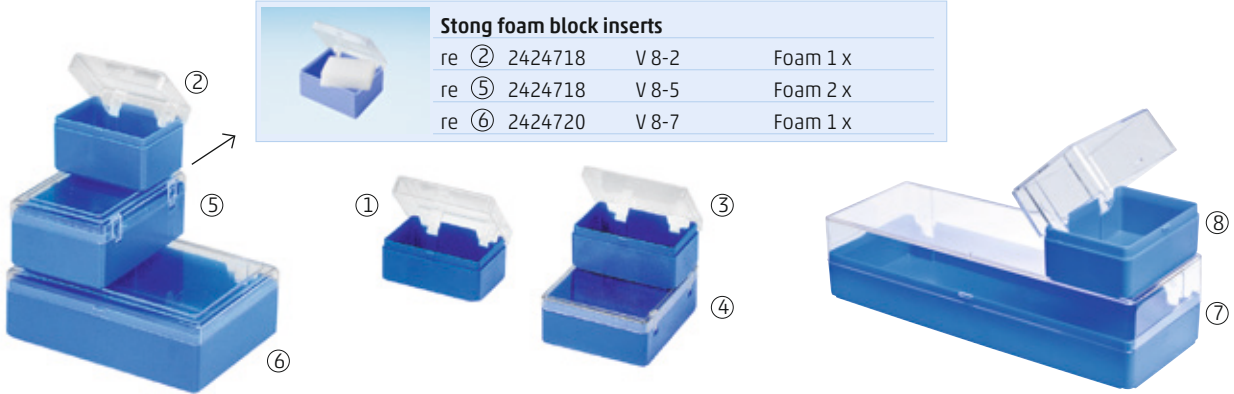 Stong foam block inserts
re ② 2424718 V 8-2 Foam 1 x
re ⑤ 2424718 V 8-5 Foam 2 x
re ⑥ 2424720 V 8-7 Foam 1 x
②
⑤
⑥
①
③
④
⑧
⑦